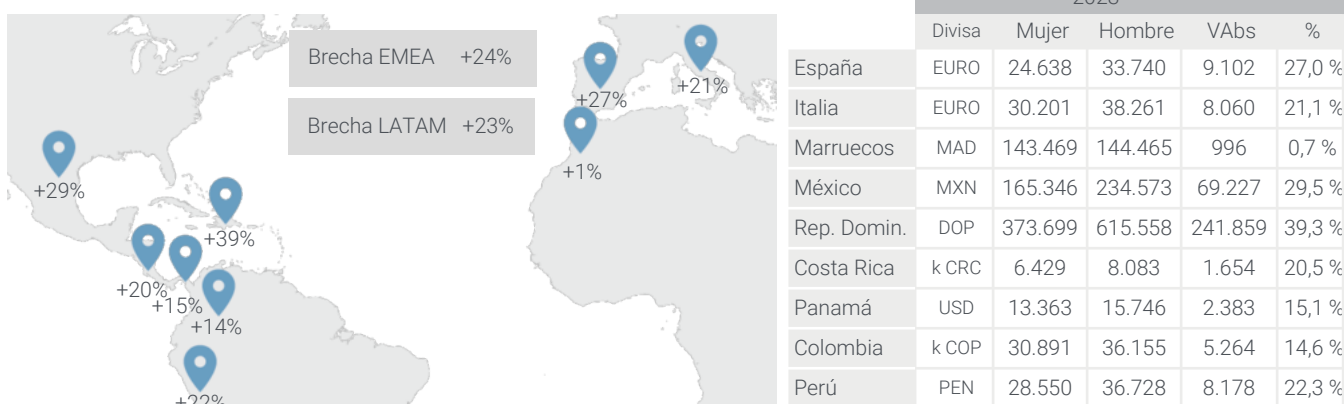 Brecha EMEA +24%
Brecha LATAM +23%
+27%
+21%
+1%
+29%
+39%
+20%
+15%
+14%
+22%
Divisa Mujer Hombre VAbs %
España EURO 24.638 33.740 9.102 27,0 %
Italia EURO 30.201 38.261 8.060 21,1 %
Marruecos MAD 143.469 144.465 996 0,7 %
México MXN 165.346 234.573 69.227 29,5 %
Rep. Domin. DOP 373.699 615.558 241.859 39,3 %
Costa Rica k CRC 6.429 8.083 1.654 20,5 %
Panamá USD 13.363 15.746 2.383 15,1 %
Colombia k COP 30.891 36.155 5.264 14,6 %
Perú PEN 28.550 36.728 8.178 22,3 %